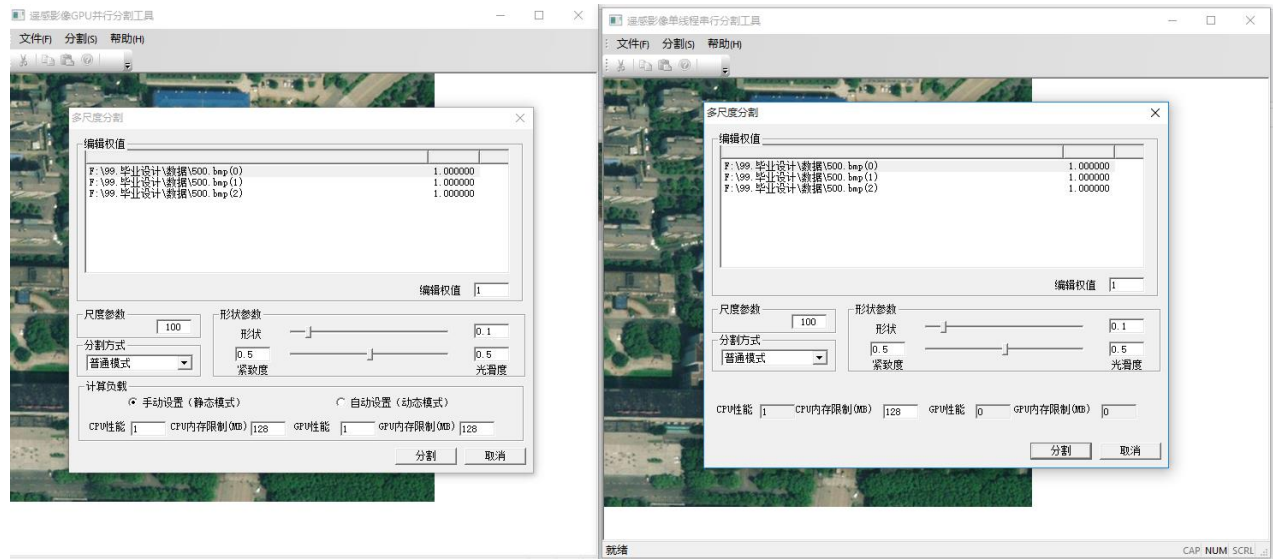 遥感影像GPU并行分割工具
文件(F) 分割(S) 帮助(H)
多尺度分割
编辑权值
F:\99.毕业设计\数据\500.bmp(0) 1.000000
F:\99.毕业设计\数据\500.bmp(1) 1.000000
F:\99.毕业设计\数据\500.bmp(2) 1.000000
编辑权值 1
尺度参数
100
形状参数
形状 0.1
分割方式
普通模式
0.5 0.5
紧致度 光滑度
计算负载
手动设置（静态模式） 自动设置（动态模式）
CPU性能 1 CPU内存限制(MB) 128 GPU性能 1 GPU内存限制(MB) 128
分割 取消
遥感影像单线程串行分割工具
文件(F) 分割(S) 帮助(H)
多尺度分割
编辑权值
F:\99.毕业设计\数据\500.bmp(0) 1.000000
F:\99.毕业设计\数据\500.bmp(1) 1.000000
F:\99.毕业设计\数据\500.bmp(2) 1.000000
编辑权值 1
尺度参数
100
形状参数
形状 0.1
分割方式
普通模式
0.5 0.5
紧致度 光滑度
CPU性能 1 CPU内存限制(MB) 128 GPU性能 0 GPU内存限制(MB) 0
分割 取消
就绪 CAP NUM SCRL